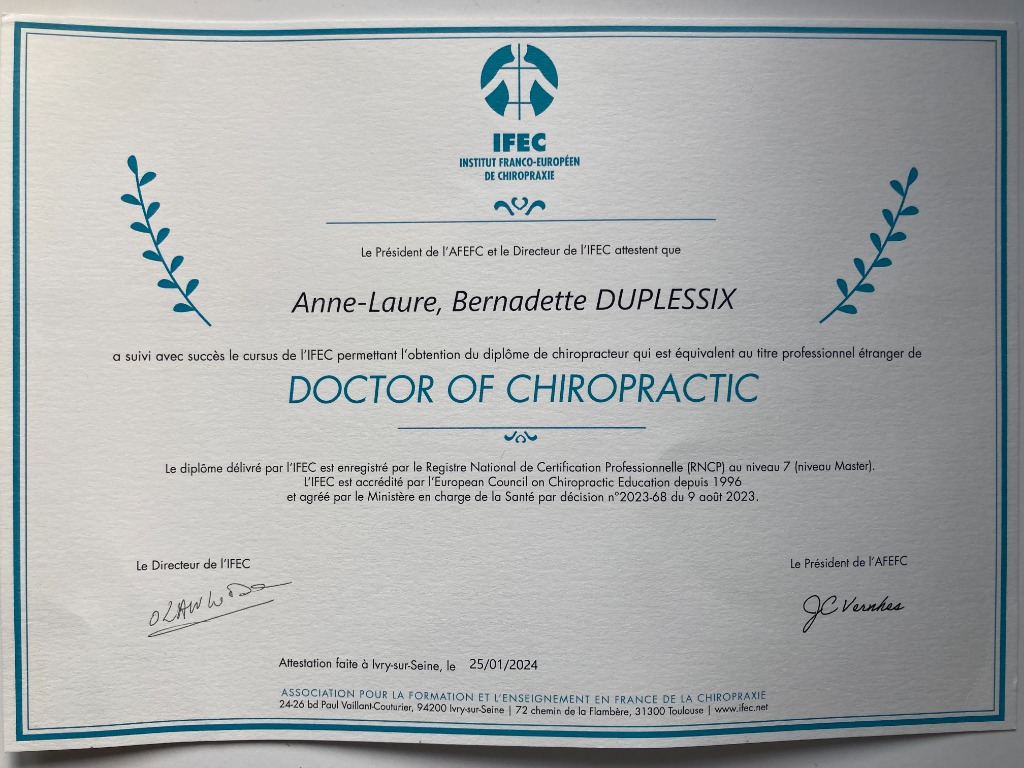 IFEC
INSTITUT FRANCO-EUROPÉEN
DE CHIROPRAXIE
Le Président de l'AFEFC et le Directeur de l'IFEC attestent que
Anne-Laure, Bernadette DUPLESSIX
a suivi avec succès le cursus de l'IFEC permettant l'obtention du diplôme de chiropracteur qui est équivalent au titre professionnel étranger de
DOCTOR OF CHIROPRACTIC
Le diplôme délivré par l'IFEC est enregistré par le Registre National de Certification Professionnelle (RNCP) au niveau 7 (niveau Master).
L'IFEC est accrédité par l'European Council on Chiropractic Education depuis 1996
et agréé par le Ministère en charge de la Santé par décision n°2023-68 du 9 août 2023.
Le Directeur de l'IFEC
Le Président de l'AFEFC
JC Vernhes
Attestation faite à Ivry-sur-Seine, le 25/01/2024
ASSOCIATION POUR LA FORMATION ET L'ENSEIGNEMENT EN FRANCE DE LA CHIROPRAXIE
24-26 bd Paul Vaillant-Couturier, 94200 Ivry-sur-Seine | 72 chemin de la Flambère, 31300 Toulouse | www.ifec.net